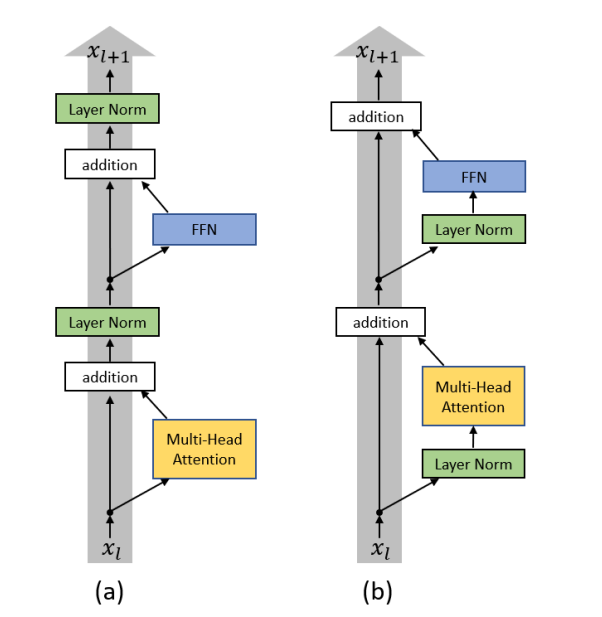 x_{l+1}
Layer Norm
addition
FFN
Layer Norm
addition
Multi-Head
Attention
x_l
(a)
x_{l+1}
addition
FFN
Layer Norm
addition
Multi-Head
Attention
Layer Norm
x_l
(b)